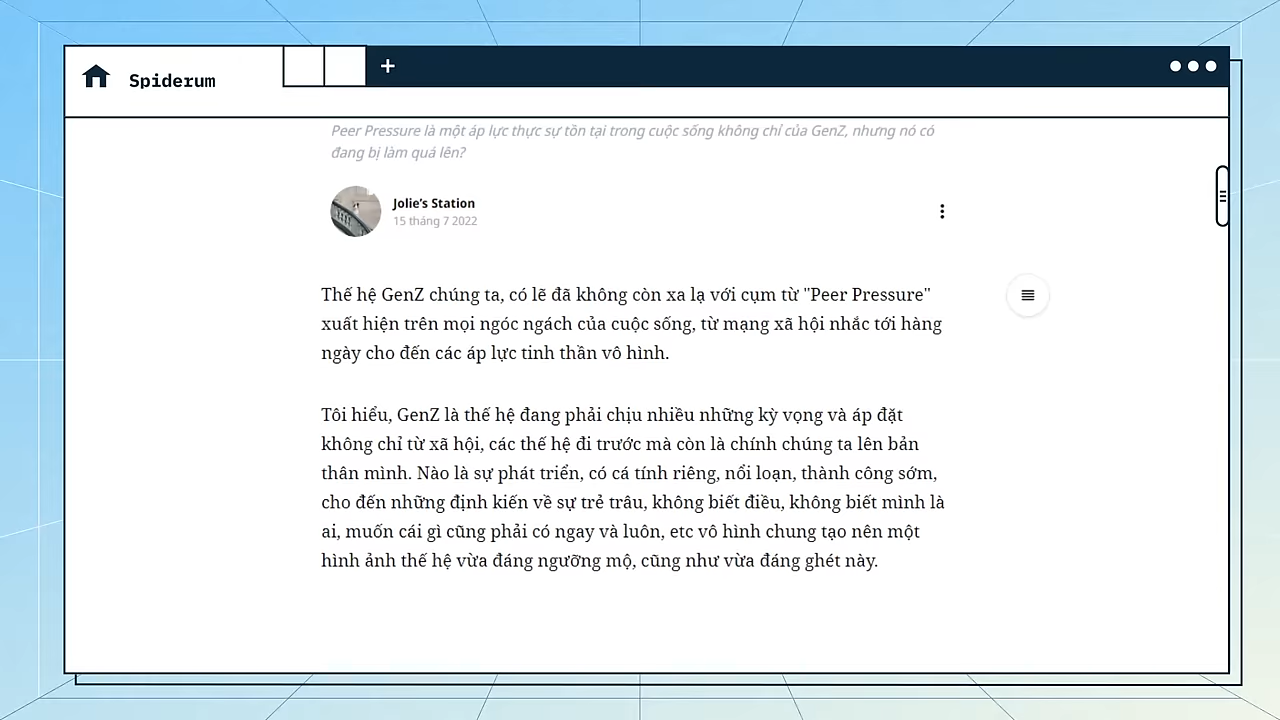 Spiderum
Peer Pressure là một áp lực thực sự tồn tại trong cuộc sống không chỉ của GenZ, nhưng nó có
đang bị làm quá lên?
Jolie's Station
15 tháng 7 2022
Thế hệ GenZ chúng ta, có lẽ đã không còn xa lạ với cụm từ "Peer Pressure"
xuất hiện trên mọi ngóc ngách của cuộc sống, từ mạng xã hội nhắc tới hàng
ngày cho đến các áp lực tinh thần vô hình.
Tôi hiểu, GenZ là thế hệ đang phải chịu nhiều những kỳ vọng và áp đặt
không chỉ từ xã hội, các thế hệ đi trước mà còn là chính chúng ta lên bản
thân mình. Nào là sự phát triển, có cá tính riêng, nổi loạn, thành công sớm,
cho đến những định kiến về sự trẻ trâu, không biết điều, không biết mình là
ai, muốn cái gì cũng phải có ngay và luôn, etc vô hình chung tạo nên một
hình ảnh thế hệ vừa đáng ngưỡng mộ, cũng như vừa đáng ghét này.